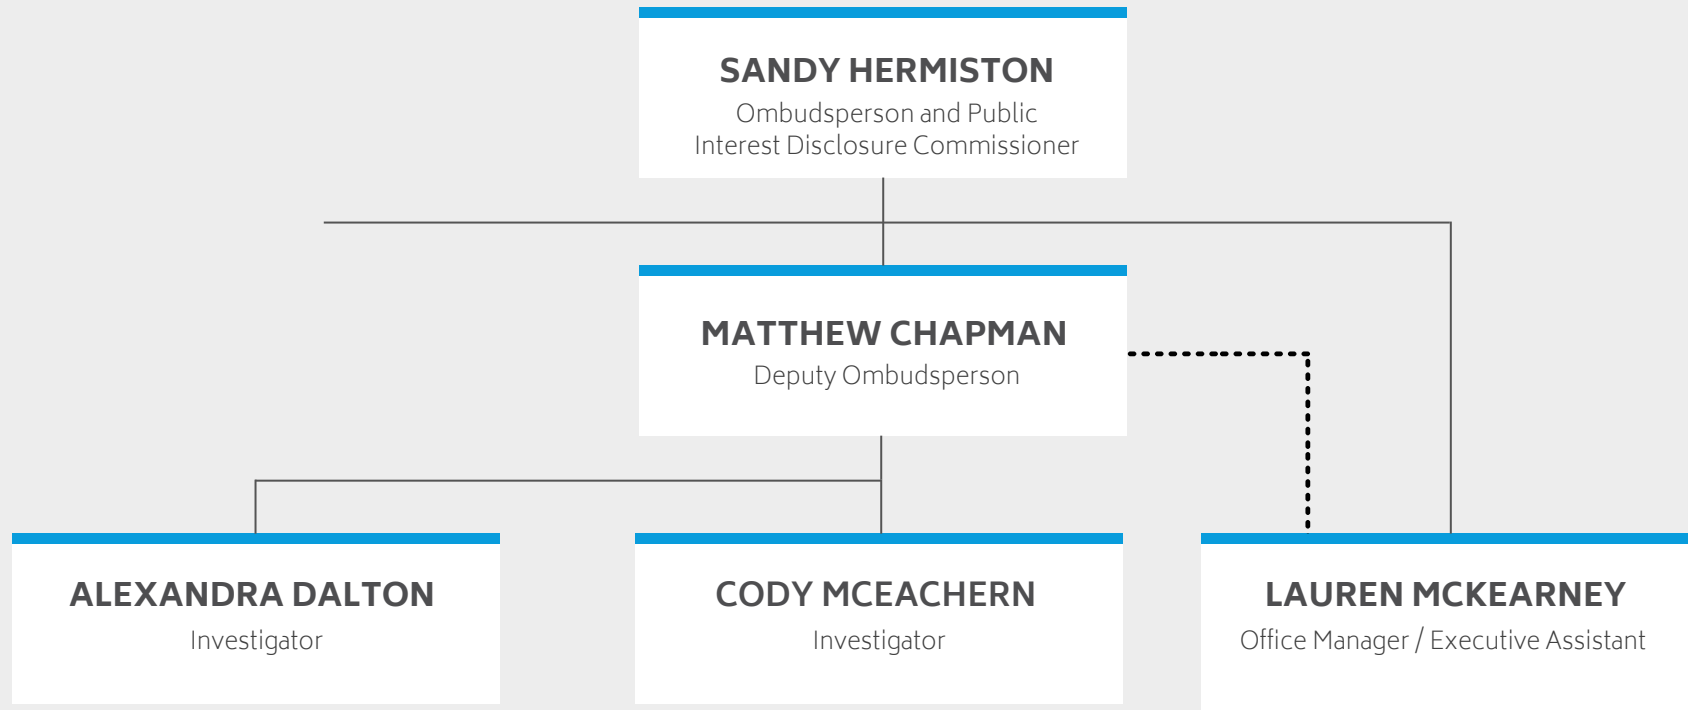 SANDY HERMISTON
Ombudsperson and Public
Interest Disclosure Commissioner
MATTHEW CHAPMAN
Deputy Ombudsperson
ALEXANDRA DALTON
Investigator
CODY MCEACHERN
Investigator
LAUREN MCKEARNEY
Office Manager / Executive Assistant